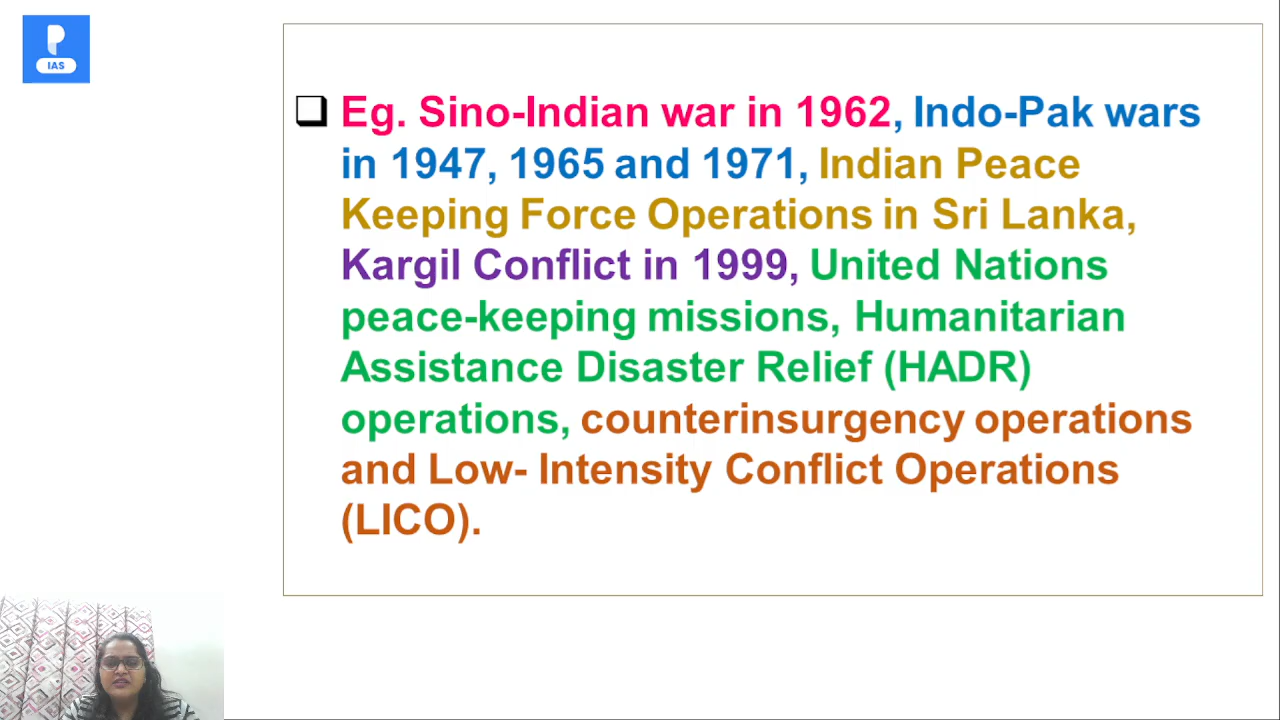 IAS
❑ Eg. Sino-Indian war in 1962, Indo-Pak wars
in 1947, 1965 and 1971, Indian Peace
Keeping Force Operations in Sri Lanka,
Kargil Conflict in 1999, United Nations
peace-keeping missions, Humanitarian
Assistance Disaster Relief (HADR)
operations, counterinsurgency operations
and Low- Intensity Conflict Operations
(LICO).